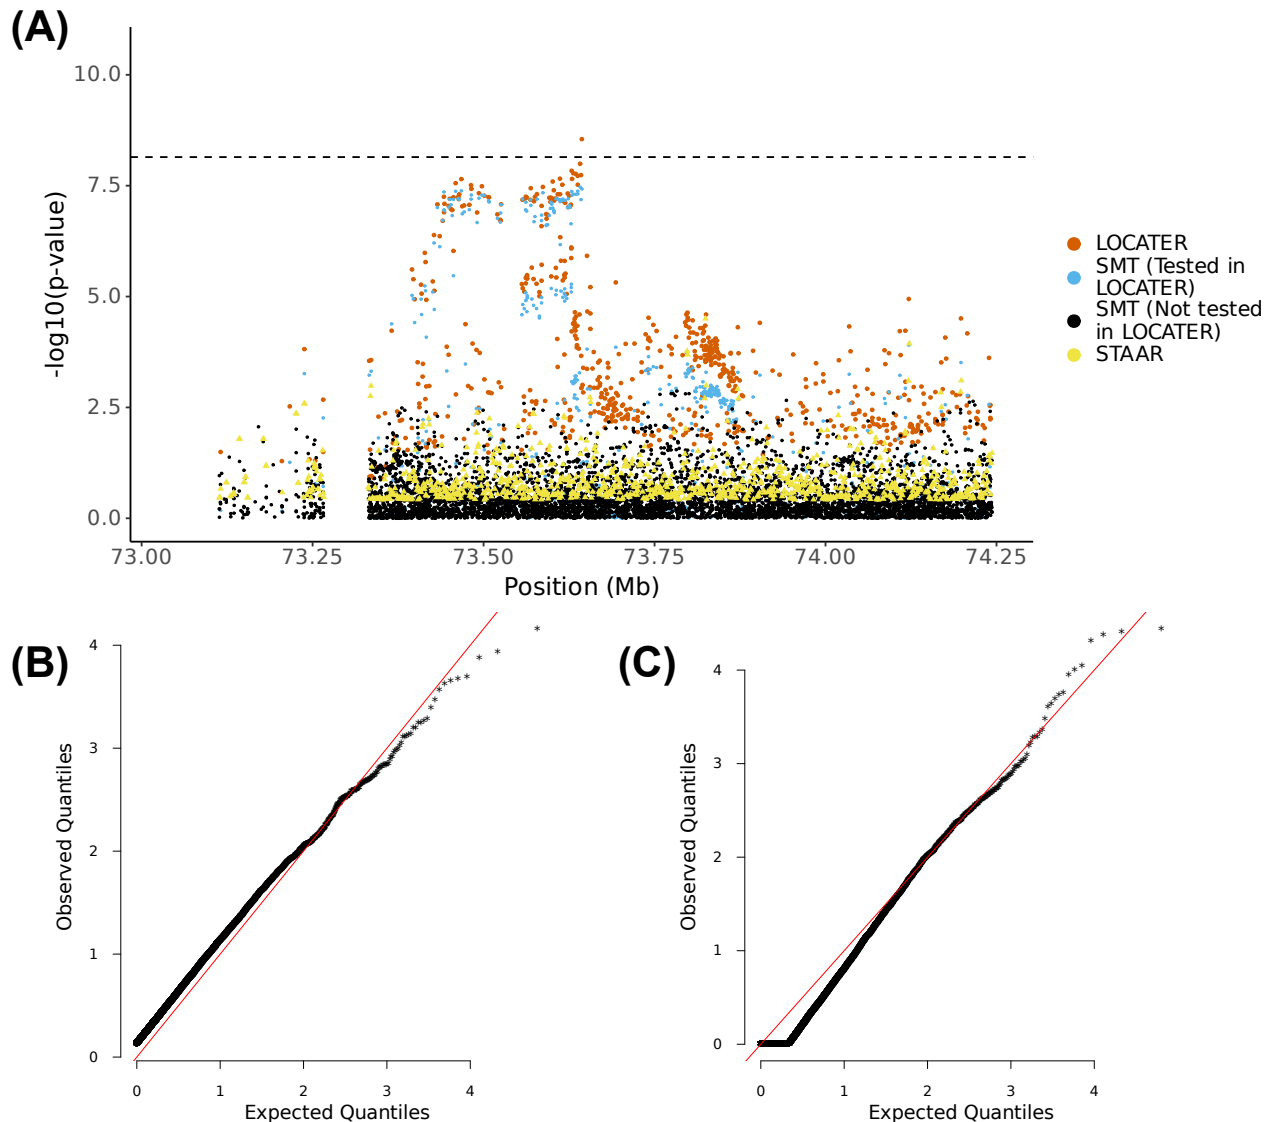 (A)
10.0
7.5
5.0
2.5
0.0
-log10(p-value)
73.00 73.25 73.50 73.75 74.00 74.25
Position (Mb)
LOCATER
SMT (Tested in
LOCATER)
SMT (Not tested
in LOCATER)
STAAR
(B)
4
3
2
1
0
Observed Quantiles
0 1 2 3 4
Expected Quantiles
(C)
4
3
2
1
0
Observed Quantiles
0 1 2 3 4
Expected Quantiles